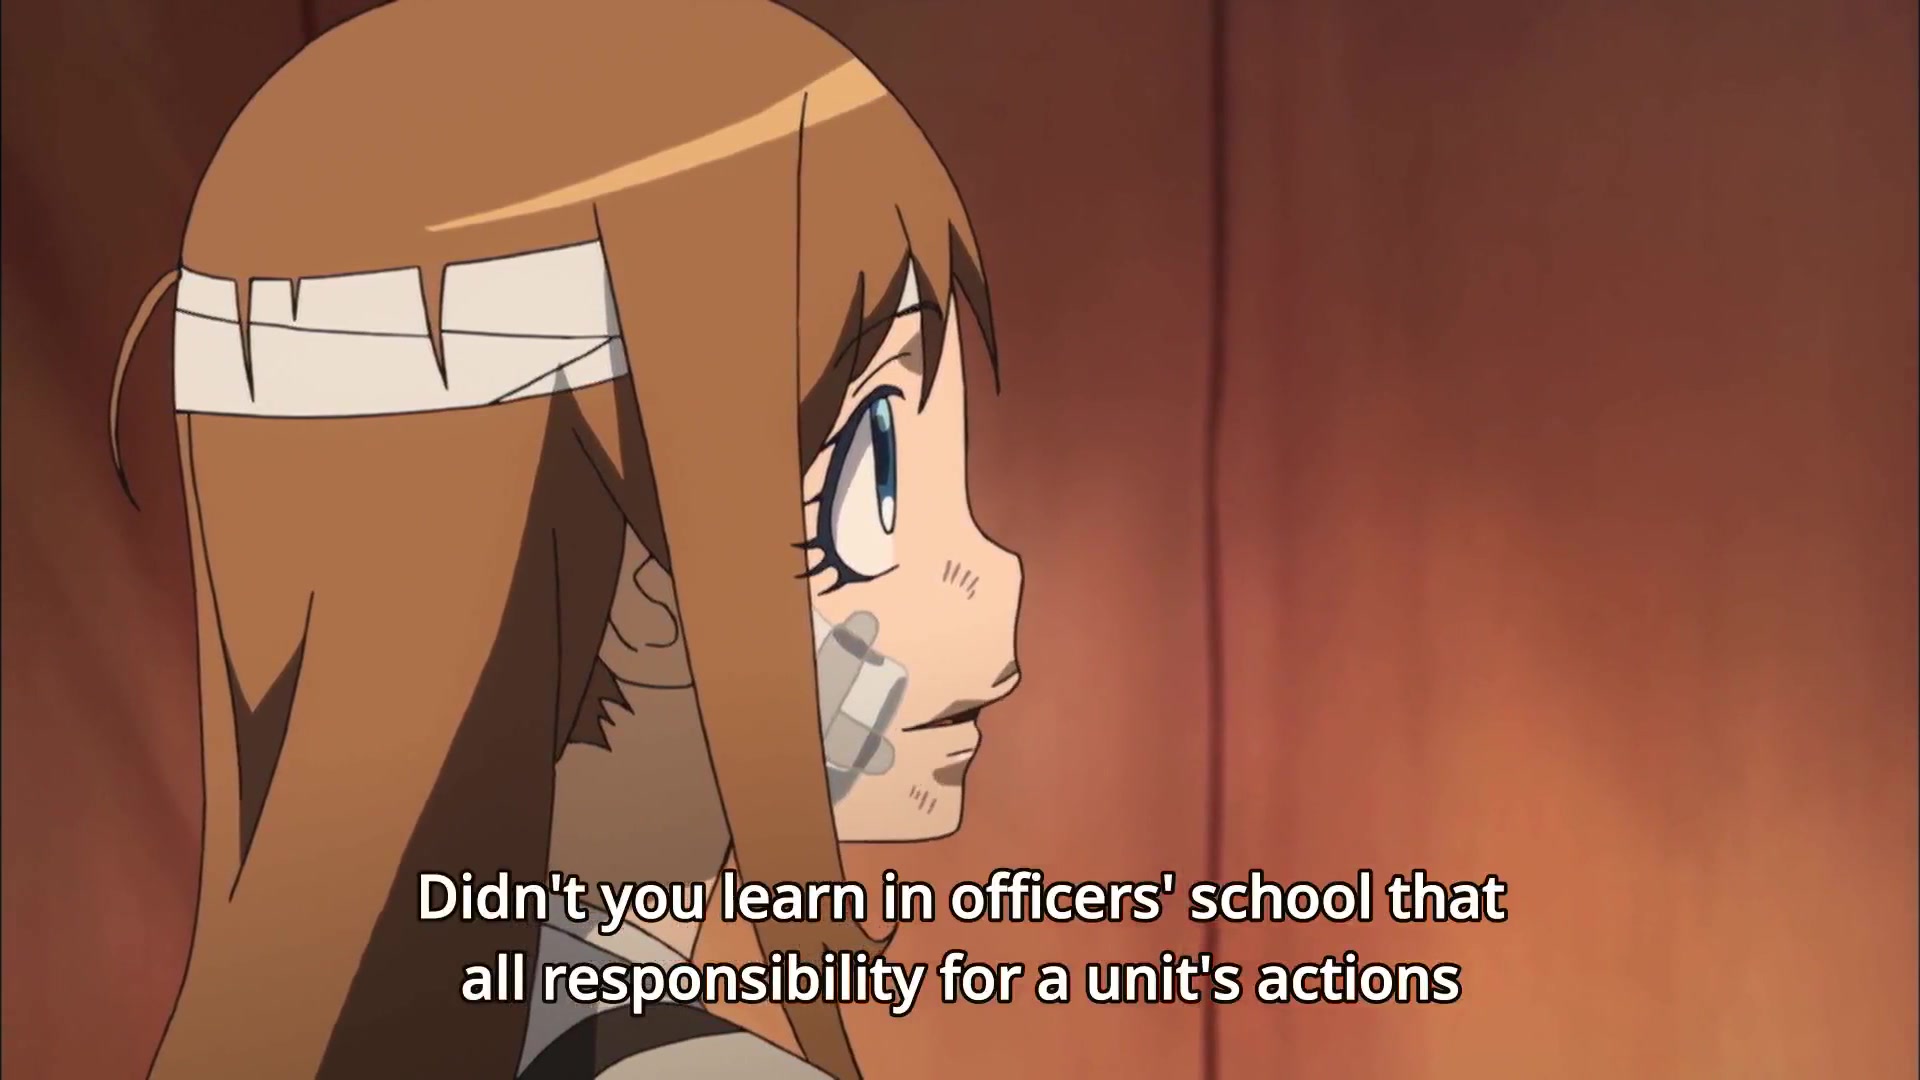 Didn't you learn in officers' school that
all responsibility for a unit's actions